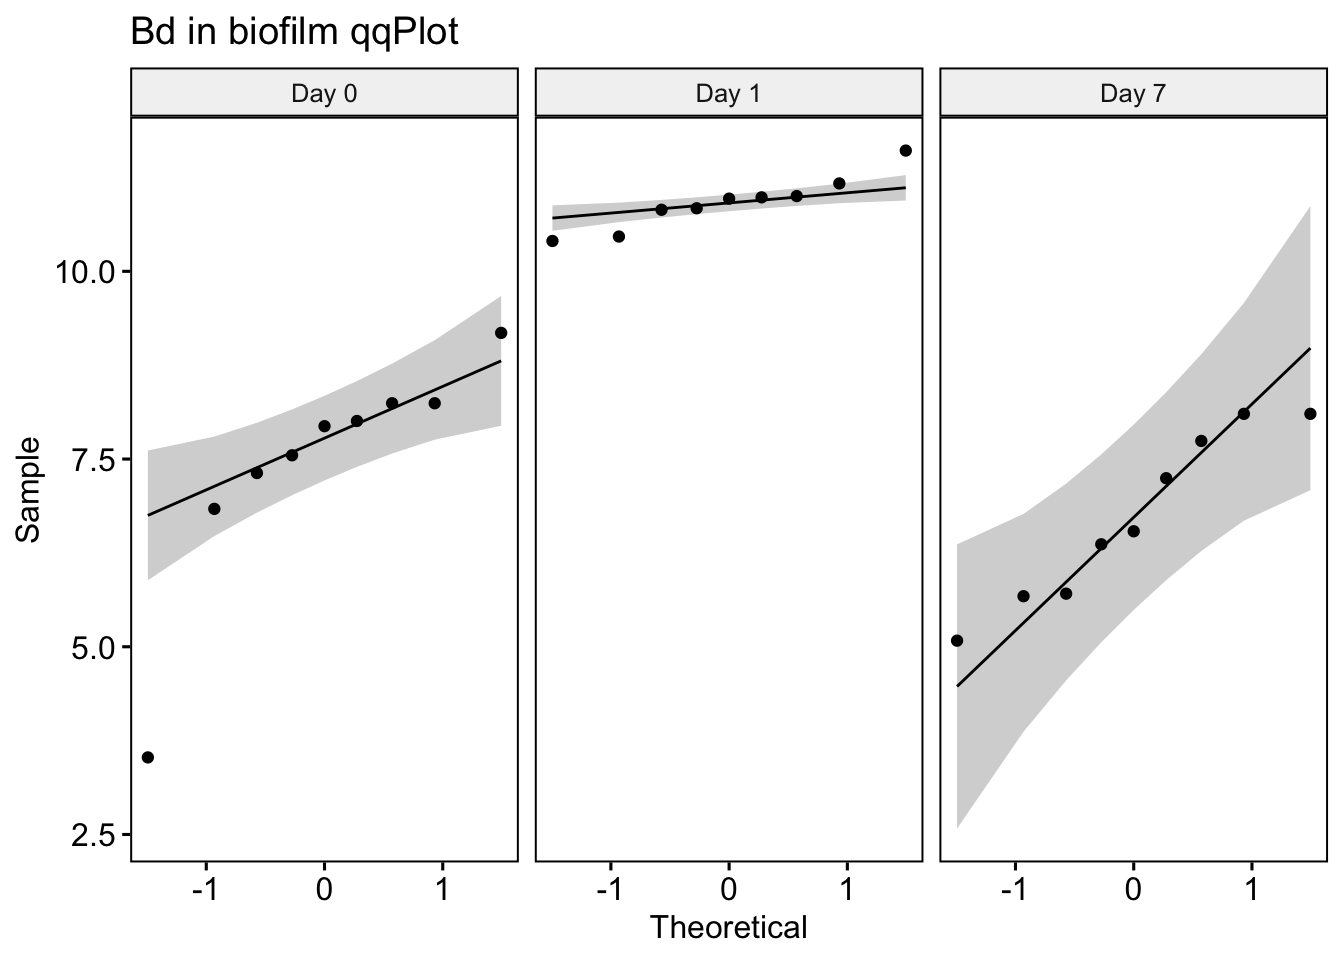 Bd in biofilm qqPlot
Day 0
Day 1
Day 7
10.0
7.5
5.0
2.5
Sample
-1 0 1
-1 0 1
-1 0 1
Theoretical